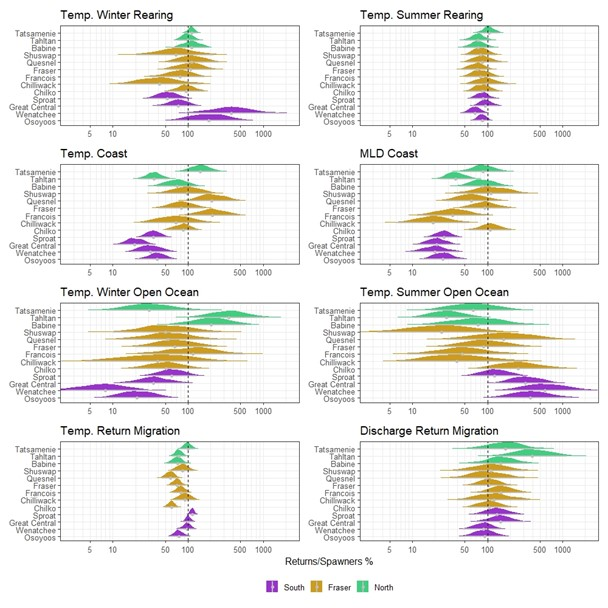 Temp. Winter Rearing
Tatsamenie
Tahltan
Babine
Shuswap
Quesnel
Fraser
Francois
Chilliwack
Chilko
Sproat
Great Central
Wenatchee
Osoyoos
5 10 50 100 500 1000
Temp. Summer Rearing
Tatsamenie
Tahltan
Babine
Shuswap
Quesnel
Fraser
Francois
Chilliwack
Chilko
Sproat
Great Central
Wenatchee
Osoyoos
5 10 50 100 500 1000
Temp. Coast
Tatsamenie
Tahltan
Babine
Shuswap
Quesnel
Fraser
Francois
Chilliwack
Chilko
Sproat
Great Central
Wenatchee
Osoyoos
5 10 50 100 500 1000
MLD Coast
Tatsamenie
Tahltan
Babine
Shuswap
Quesnel
Fraser
Francois
Chilliwack
Chilko
Sproat
Great Central
Wenatchee
Osoyoos
5 10 50 100 500 1000
Temp. Winter Open Ocean
Tatsamenie
Tahltan
Babine
Shuswap
Quesnel
Fraser
Francois
Chilliwack
Chilko
Sproat
Great Central
Wenatchee
Osoyoos
5 10 50 100 500 1000
Temp. Summer Open Ocean
Tatsamenie
Tahltan
Babine
Shuswap
Quesnel
Fraser
Francois
Chilliwack
Chilko
Sproat
Great Central
Wenatchee
Osoyoos
5 10 50 100 500 1000
Temp. Return Migration
Tatsamenie
Tahltan
Babine
Shuswap
Quesnel
Fraser
Francois
Chilliwack
Chilko
Sproat
Great Central
Wenatchee
Osoyoos
5 10 50 100 500 1000
Discharge Return Migration
Tatsamenie
Tahltan
Babine
Shuswap
Quesnel
Fraser
Francois
Chilliwack
Chilko
Sproat
Great Central
Wenatchee
Osoyoos
5 10 50 100 500 1000
Returns/Spawners %
South Fraser North